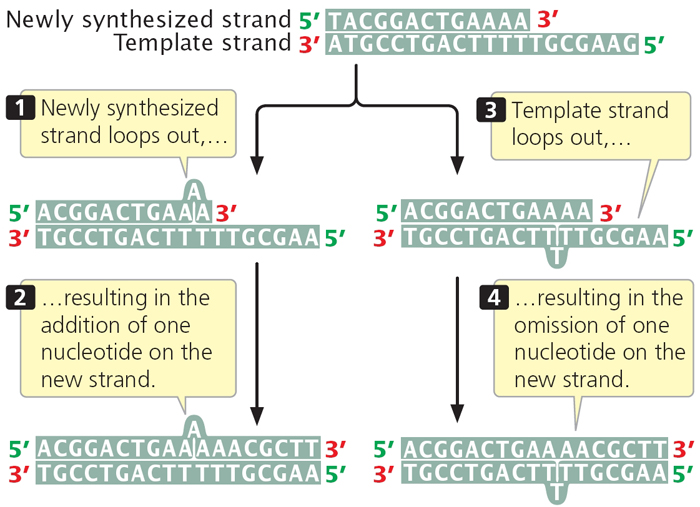 Newly synthesized strand 5′ TACGGACTGAAAA 3′
Template strand 3′ ATGCCTGACTTTTTGCGAAG 5′
1 Newly synthesized
strand loops out,…
A
5′ ACGGACTGAAA 3′
3′ TGCCTGACTTTTTGCGAA 5′
2 …resulting in the
addition of one
nucleotide on the
new strand.
A
5′ ACGGACTGAAAAACGCTT 3′
3′ TGCCTGACTTTTTGCGAA 5′
3 Template strand
loops out,…
5′ ACGGACTGAAAA 3′
3′ TGCCTGACTTTTGCGAA 5′
T
4 …resulting in the
omission of one
nucleotide on the
new strand.
5′ ACGGACTGAAAACGCTT 3′
3′ TGCCTGACTTTTGCGAA 5′
T